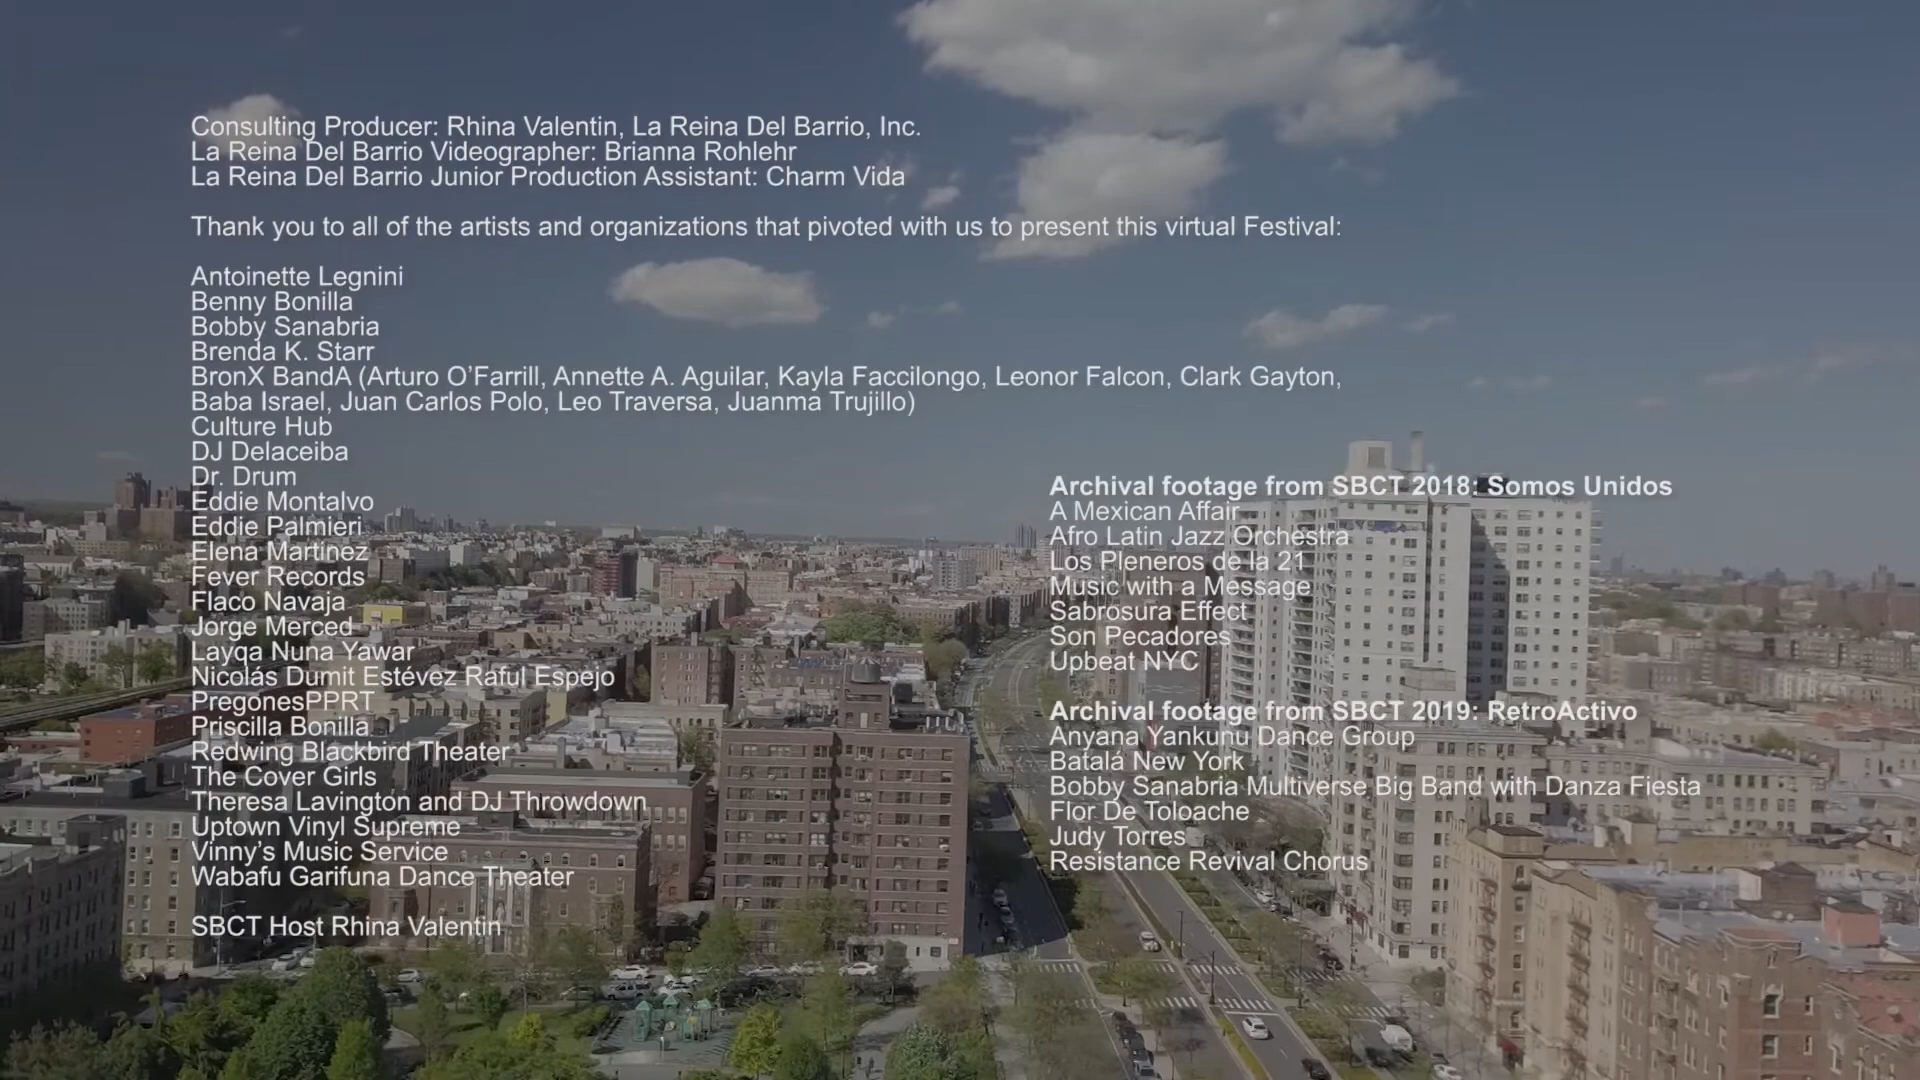 Consulting Producer: Rhina Valentin, La Reina Del Barrio, Inc.
La Reina Del Barrio Videographer: Brianna Rohlehr
La Reina Del Barrio Junior Production Assistant: Charm Vida
Thank you to all of the artists and organizations that pivoted with us to present this virtual Festival:
Antoinette Legnini
Benny Bonilla
Bobby Sanabria
Brenda K. Starr
BronX BandA (Arturo O’Farrill, Annette A. Aguilar, Kayla Faccilongo, Leonor Falcon, Clark Gayton,
Baba Israel, Juan Carlos Polo, Leo Traversa, Juanma Trujillo)
Culture Hub
DJ Delaceiba
Dr. Drum
Eddie Montalvo
Eddie Palmieri
Elena Martinez
Fever Records
Flaco Navaja
Jorge Merced
Layqa Nuna Yawar
Nicolás Dumit Estévez Raful Espejo
PregonesPPRT
Priscilla Bonilla
Redwing Blackbird Theater
The Cover Girls
Theresa Lavington and DJ Throwdown
Uptown Vinyl Supreme
Vinny’s Music Service
Wabafu Garifuna Dance Theater
SBCT Host Rhina Valentin
Archival footage from SBCT 2018: Somos Unidos
A Mexican Affair
Afro Latin Jazz Orchestra
Los Pleneros de la 21
Music with a Message
Sabrosura Effect
Son Pecadores
Upbeat NYC
Archival footage from SBCT 2019: RetroActivo
Anyana Yankunu Dance Group
Batalá New York
Bobby Sanabria Multiverse Big Band with Danza Fiesta
Flor De Toloache
Judy Torres
Resistance Revival Chorus